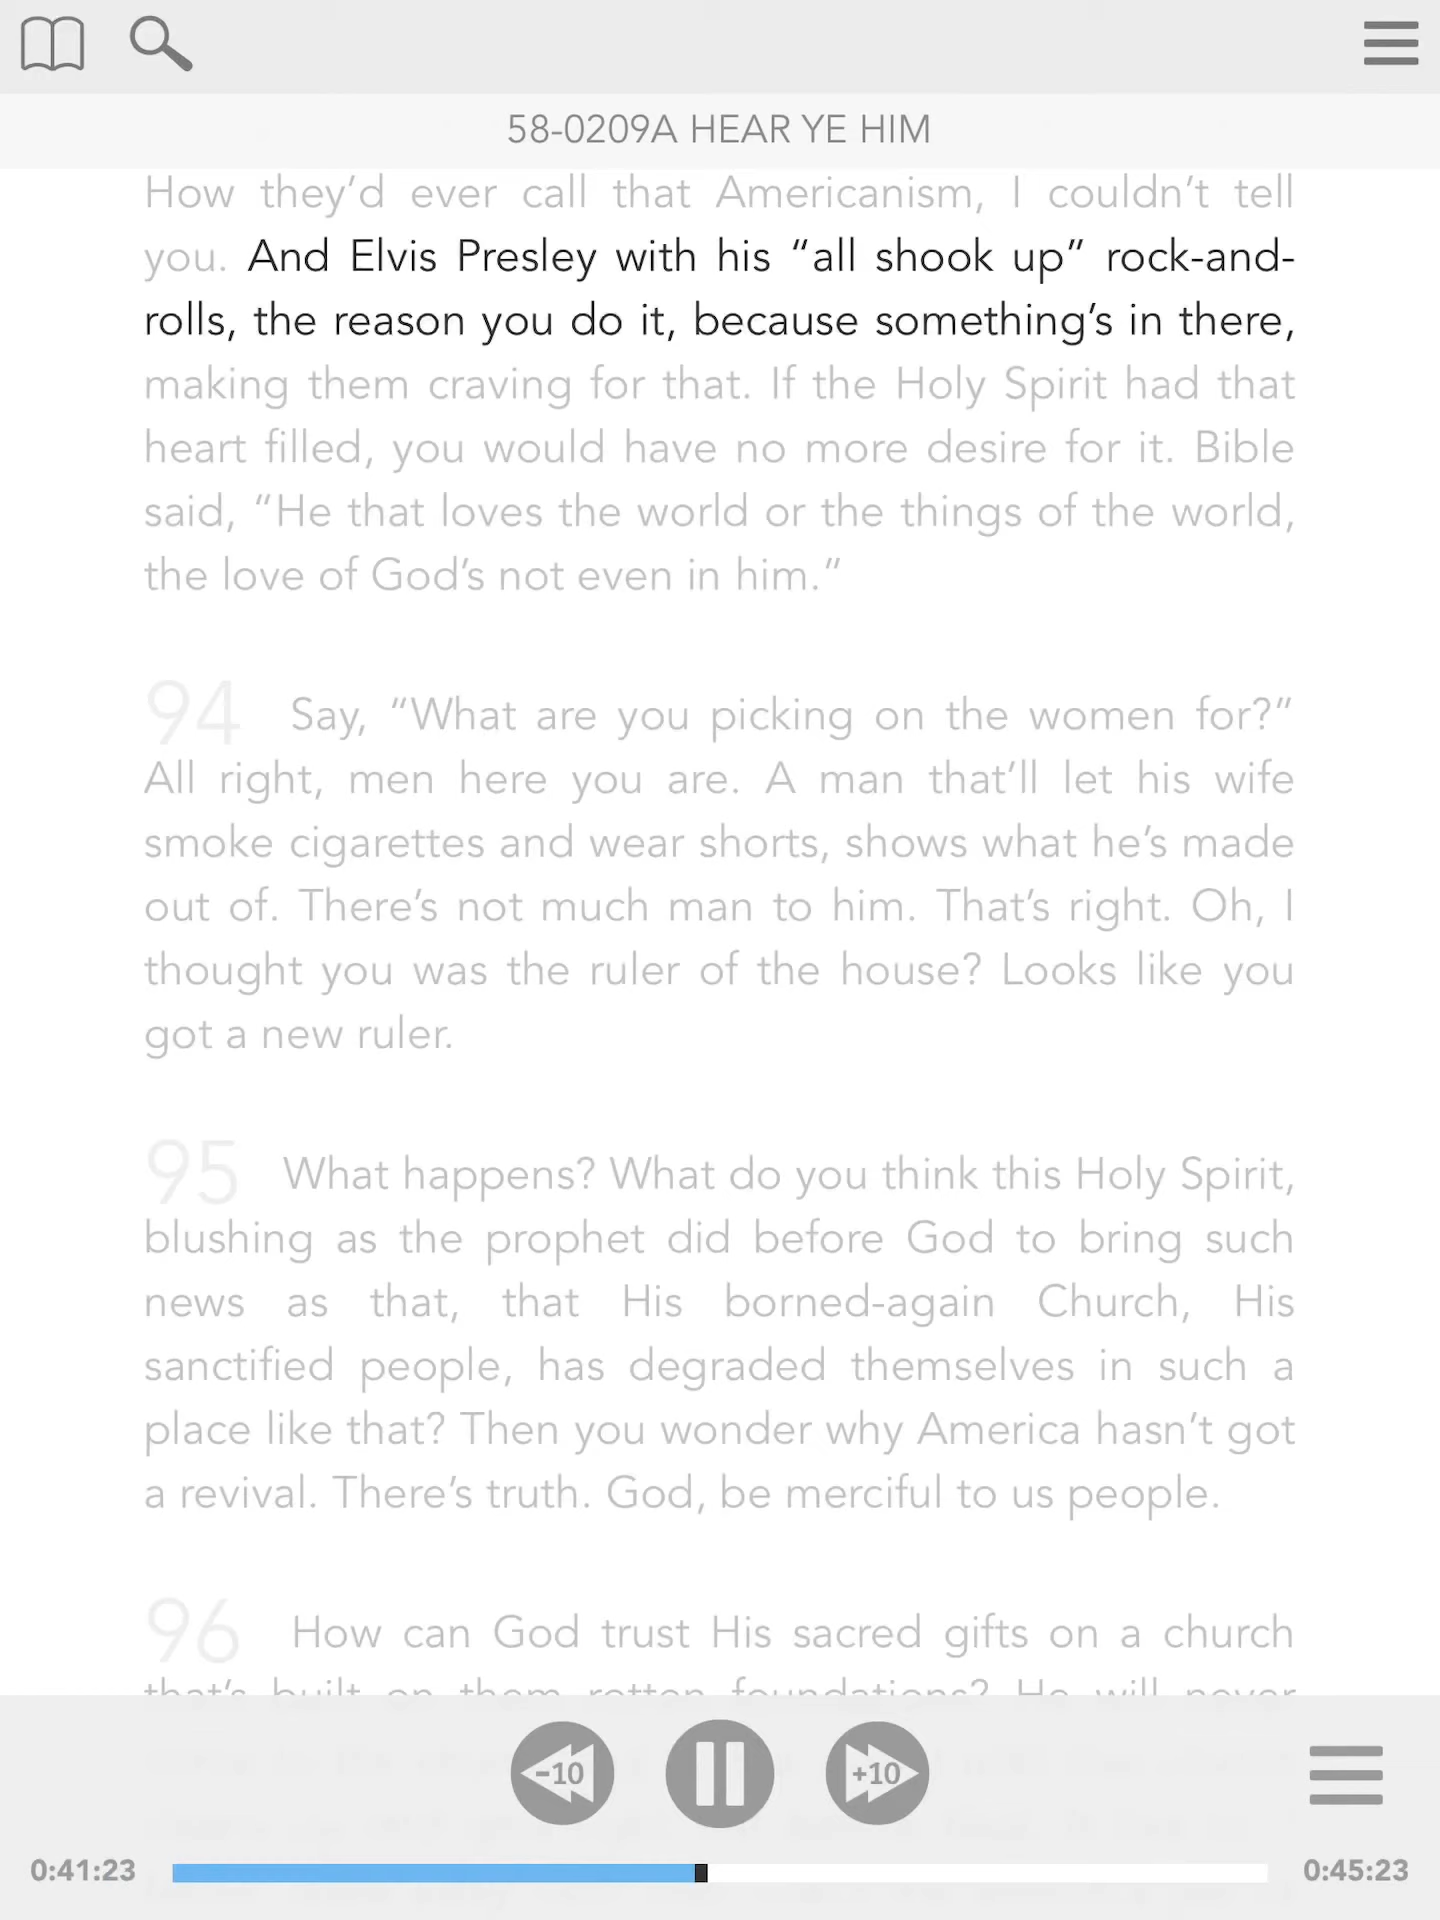 58-0209A HEAR YE HIM
How they’d ever call that Americanism, I couldn’t tell
you. And Elvis Presley with his “all shook up” rock-and-
rolls, the reason you do it, because something’s in there,
making them craving for that. If the Holy Spirit had that
heart filled, you would have no more desire for it. Bible
said, “He that loves the world or the things of the world,
the love of God’s not even in him.”
94 Say, “What are you picking on the women for?”
All right, men here you are. A man that’ll let his wife
smoke cigarettes and wear shorts, shows what he’s made
out of. There’s not much man to him. That’s right. Oh, I
thought you was the ruler of the house? Looks like you
got a new ruler.
95 What happens? What do you think this Holy Spirit,
blushing as the prophet did before God to bring such
news as that, that His borned-again Church, His
sanctified people, has degraded themselves in such a
place like that? Then you wonder why America hasn’t got
a revival. There’s truth. God, be merciful to us people.
96 How can God trust His sacred gifts on a church
that’s built on them rotten foundations? He will never
-10 +10
0:41:23 0:45:23